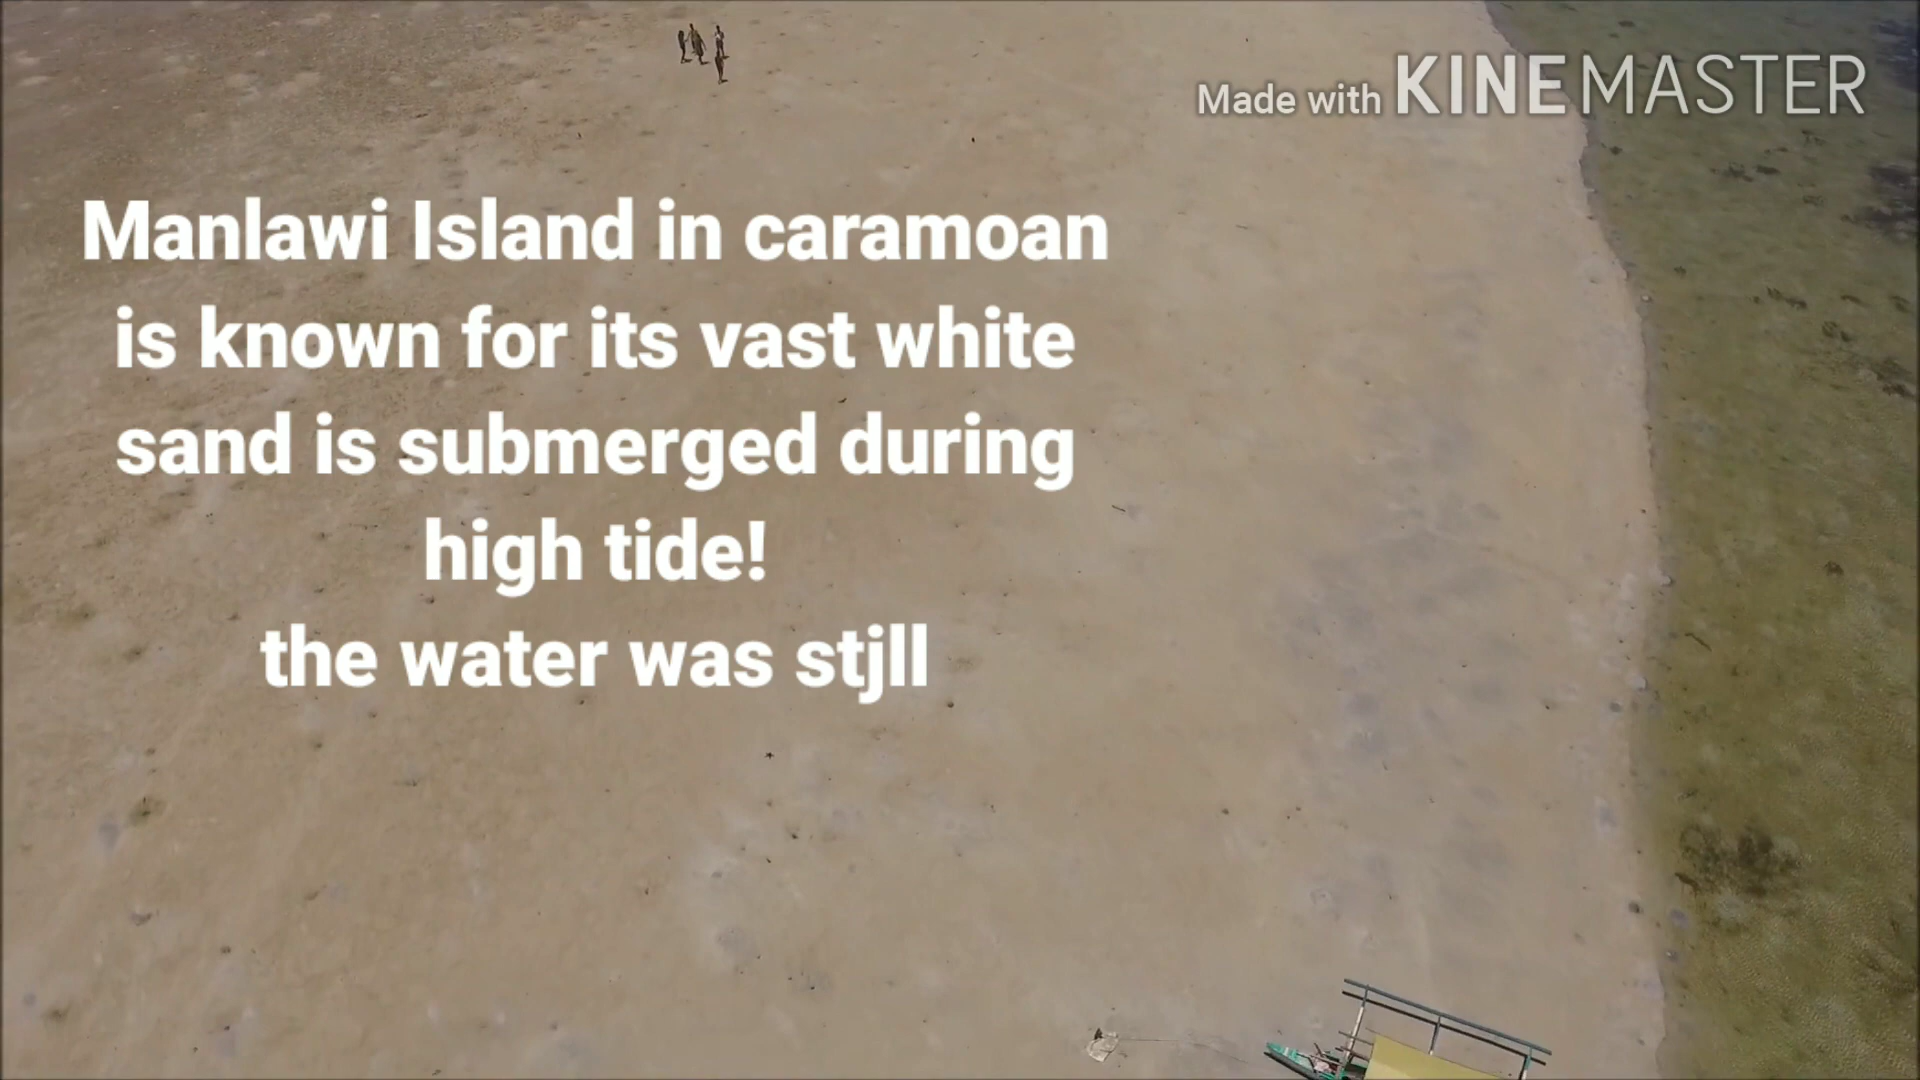 Made with KINEMASTER
Manlawi Island in caramoan
is known for its vast white
sand is submerged during
high tide!
the water was stjll